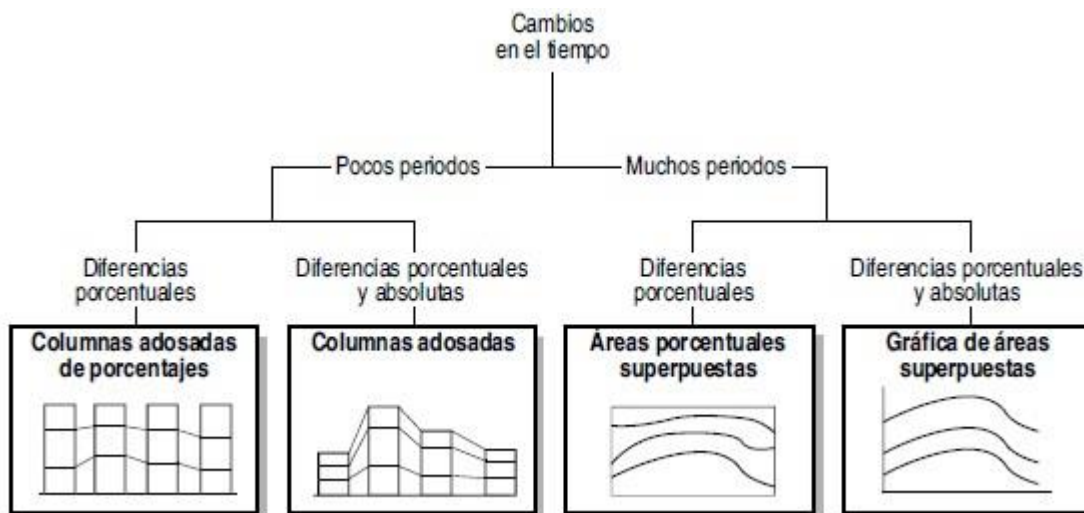 Cambios
en el tiempo
Pocos periodos
Muchos periodos
Diferencias
porcentuales
Diferencias porcentuales
y absolutas
Diferencias
porcentuales
Diferencias porcentuales
y absolutas
Columnas adosadas
de porcentajes
Columnas adosadas
Áreas porcentuales
superpuestas
Gráfica de áreas
superpuestas